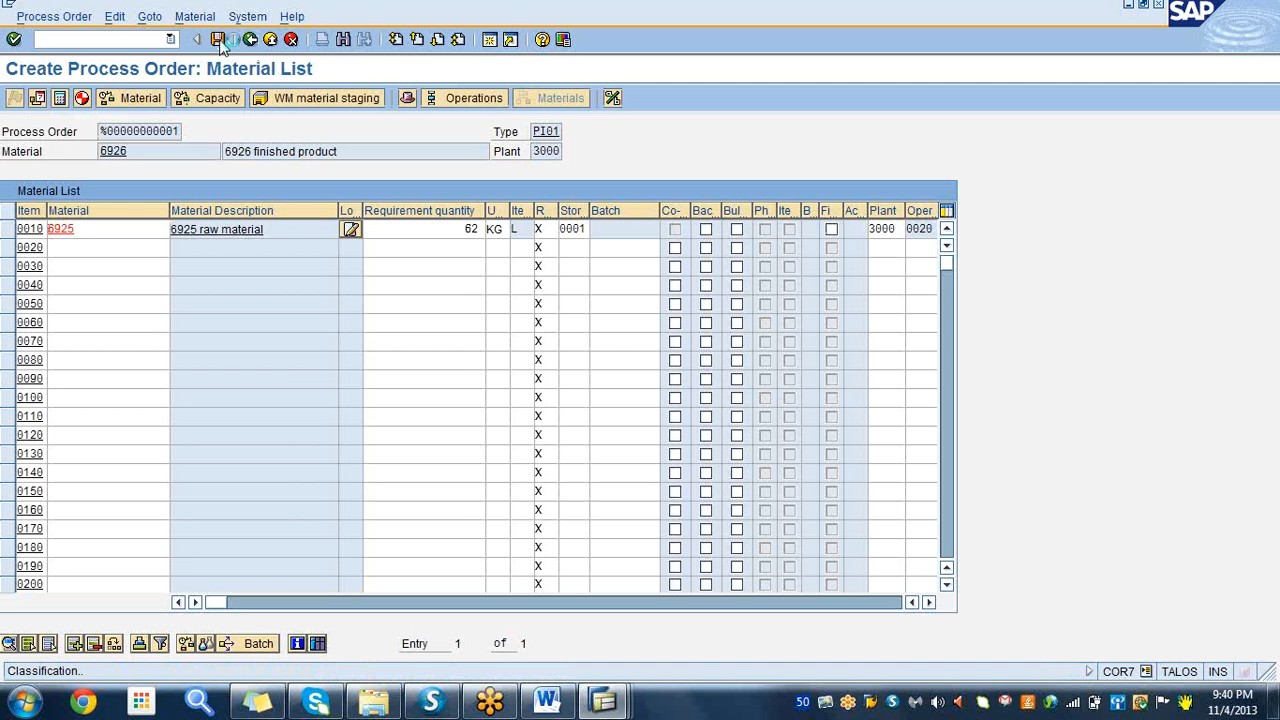 Process Order Edit Goto Material System Help
SAP
Create Process Order: Material List
Material Capacity WM material staging Operations Materials
Process Order %00000000001 Type PI01
Material 6926 6926 finished product Plant 3000
Material List
Item Material Material Description Lo... Requirement quantity U... Ite R... Stor Batch Co-... Bac Bul Ph Ite B Fi Ac Plant Oper
0010 6925 6925 raw material 62 KG L X 0001 3000 0020
0020 X
0030 X
0040 X
0050 X
0060 X
0070 X
0080 X
0090 X
0100 X
0110 X
0120 X
0130 X
0140 X
0150 X
0160 X
0170 X
0180 X
0190 X
0200 X
Batch Entry 1 of 1
Classification.. COR7 TALOS INS
50
9:40 PM
11/4/2013